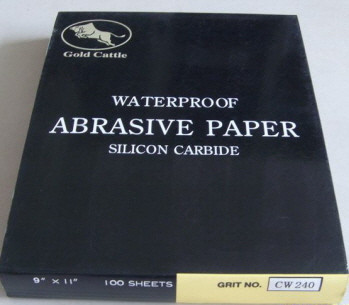 Gold Cattle
WATERPROOF
ABRASIVE PAPER
SILICON CARBIDE
9" X 11" 100 SHEETS GRIT NO. CW 240